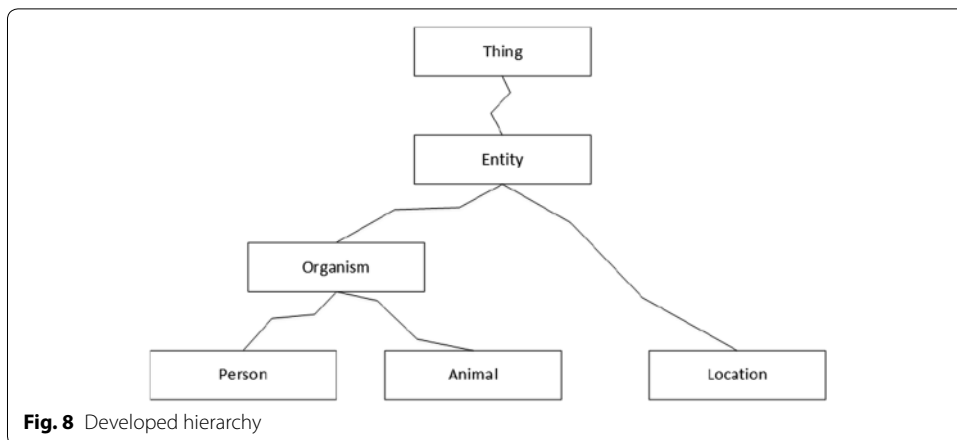 Thing
Entity
Organism
Person Animal Location
Fig. 8 Developed hierarchy